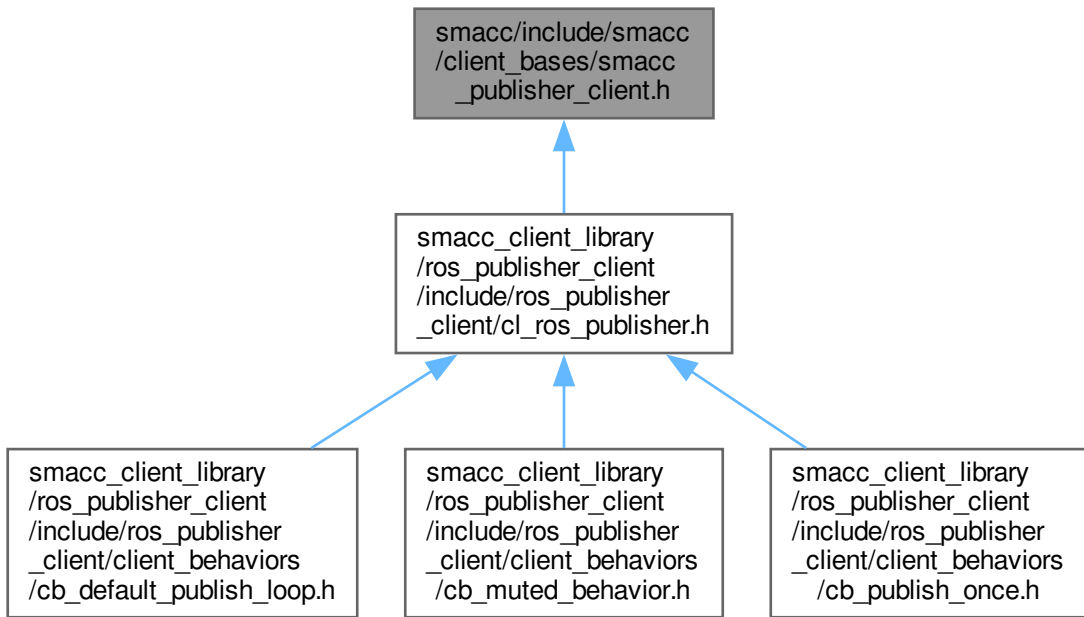 smacc/include/smacc
/client_bases/smacc
_publisher_client.h
smacc_client_library
/ros_publisher_client
/include/ros_publisher
_client/cl_ros_publisher.h
smacc_client_library
/ros_publisher_client
/include/ros_publisher
_client/client_behaviors
/cb_default_publish_loop.h
smacc_client_library
/ros_publisher_client
/include/ros_publisher
_client/client_behaviors
/cb_muted_behavior.h
smacc_client_library
/ros_publisher_client
/include/ros_publisher
_client/client_behaviors
/cb_publish_once.h